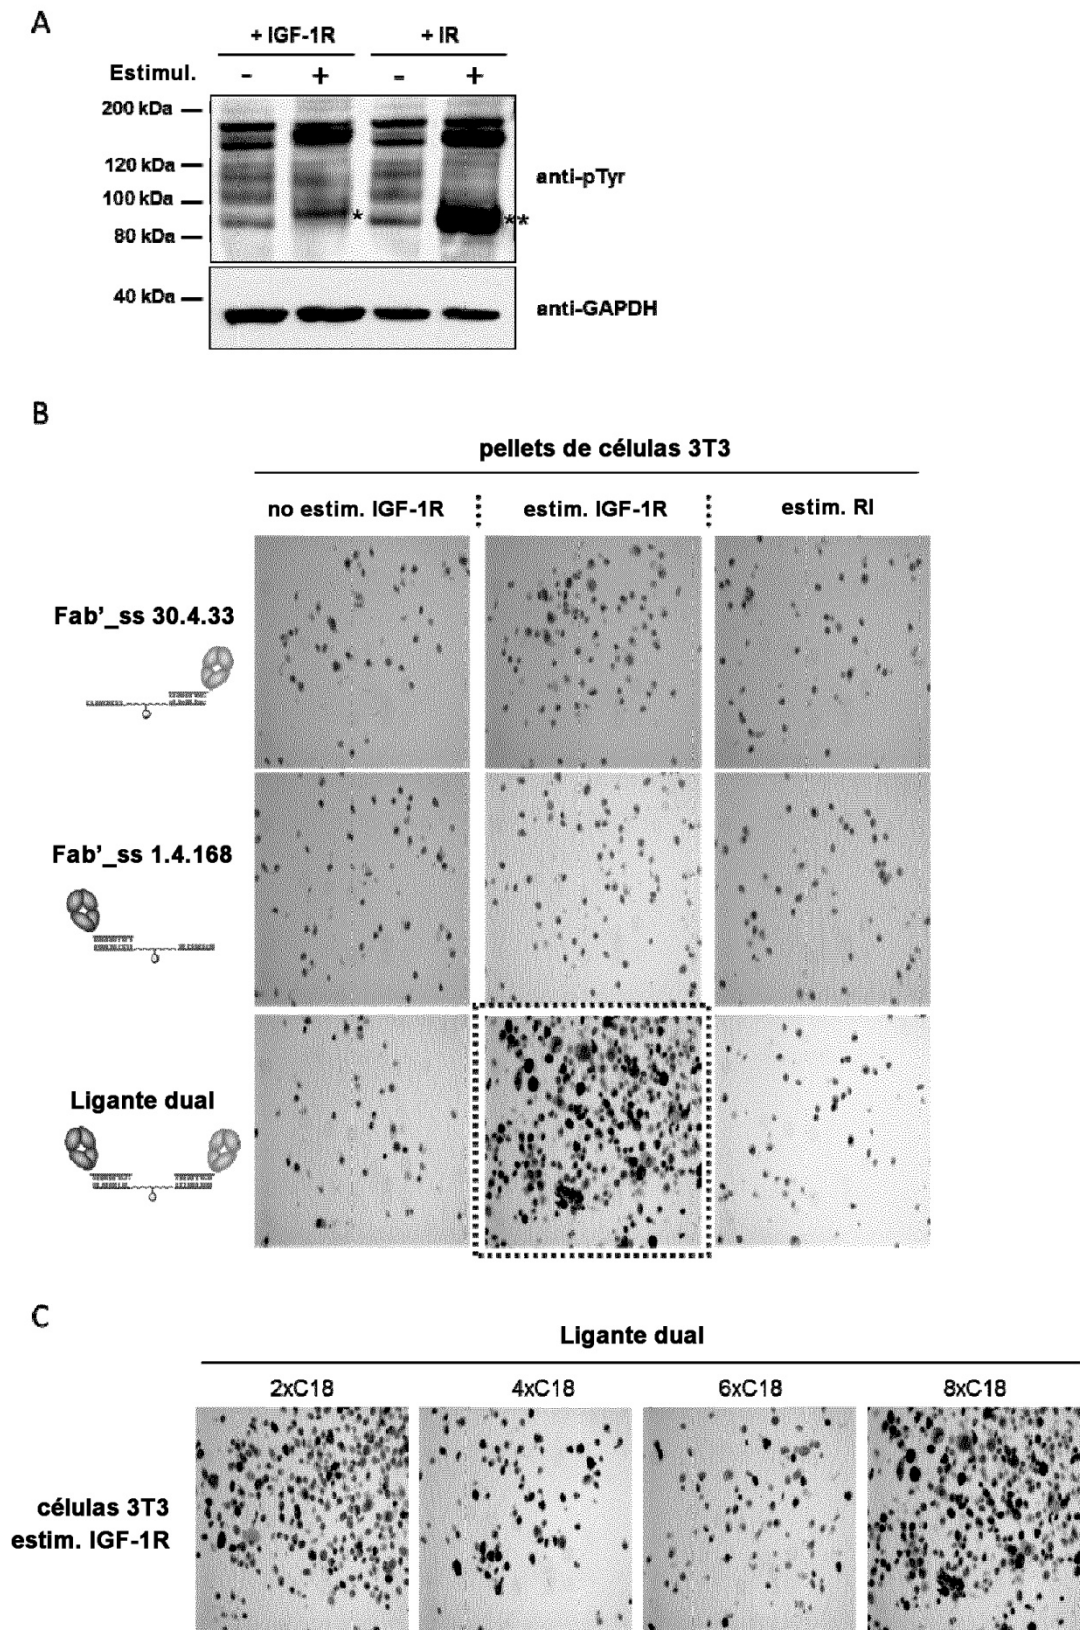 A
+ IGF-1R + IR
Estimul. - + - +
200 kDa
120 kDa
100 kDa
80 kDa
anti-pTyr
* **
40 kDa
anti-GAPDH
B
pellets de células 3T3
no estim. IGF-1R estim. IGF-1R estim. RI
Fab'_ss 30.4.33
Fab'_ss 1.4.168
Ligante dual
C
Ligante dual
2xC18 4xC18 6xC18 8xC18
células 3T3
estim. IGF-1R